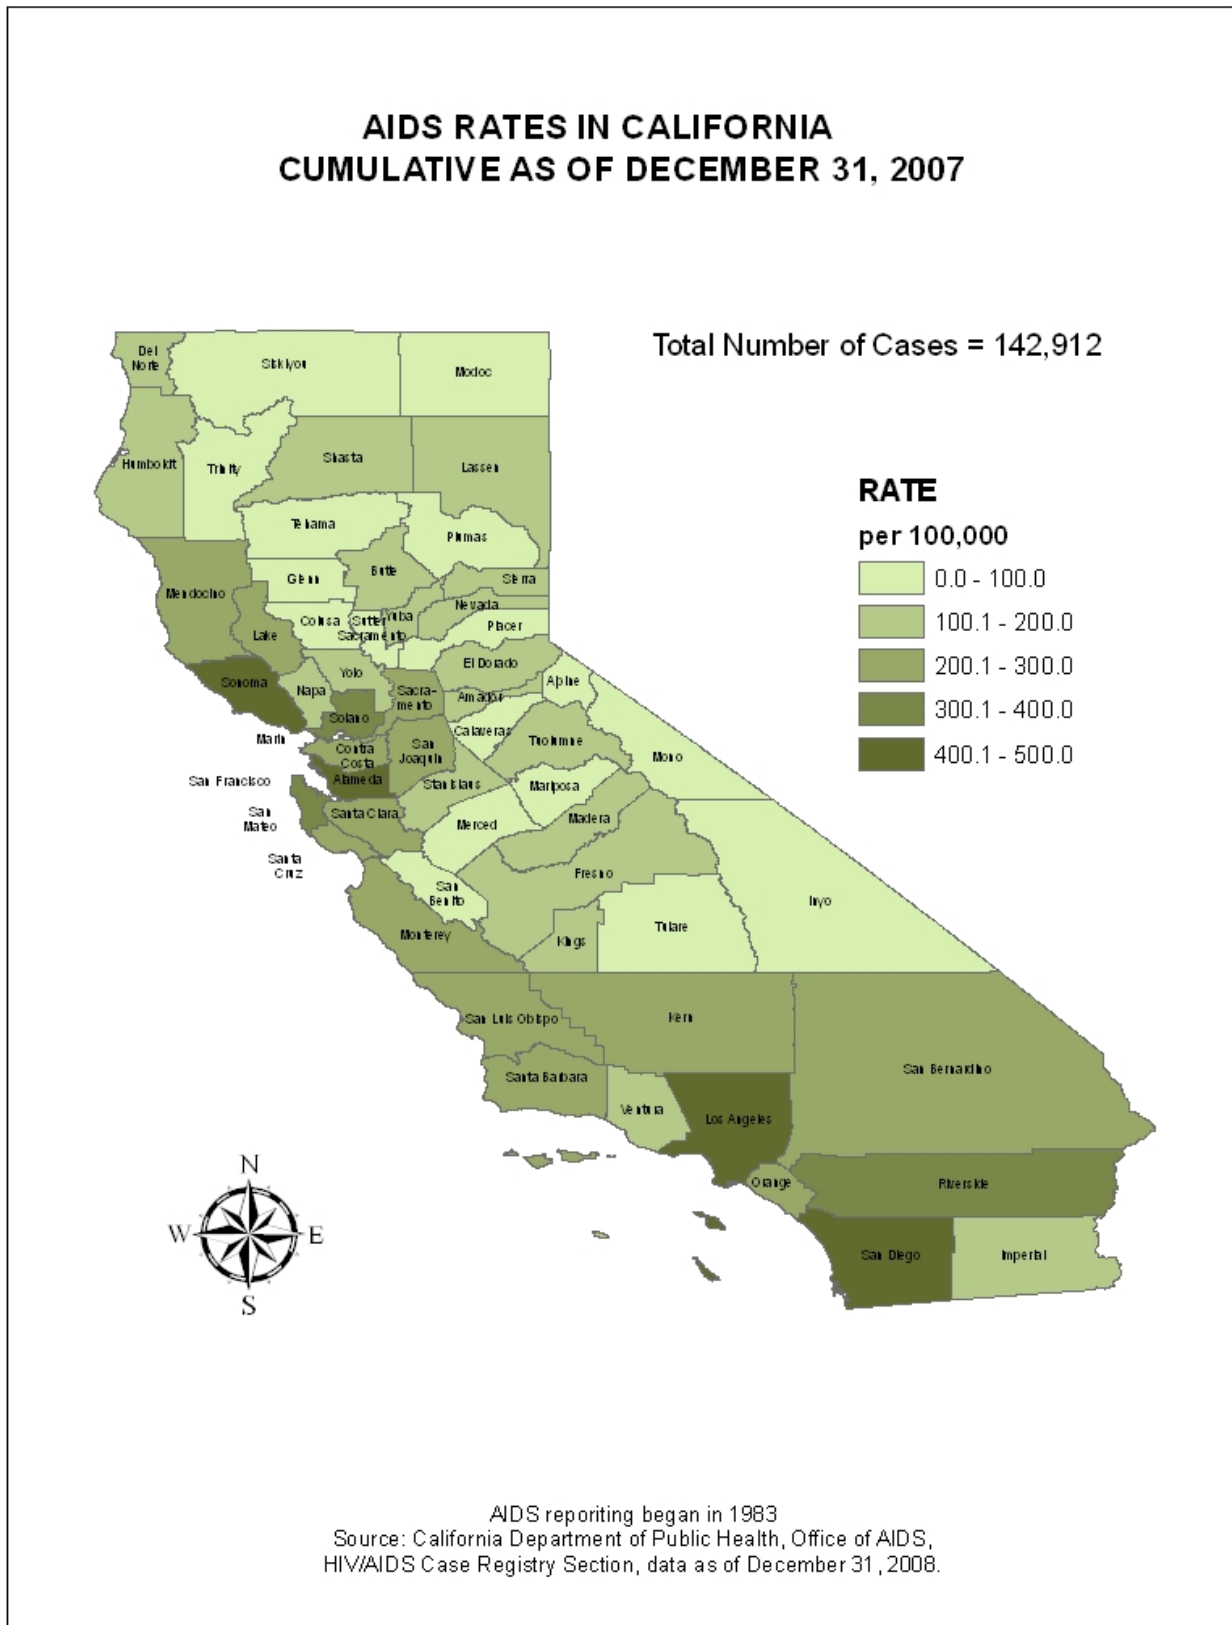 AIDS RATES IN CALIFORNIA
CUMULATIVE AS OF DECEMBER 31, 2007
Total Number of Cases = 142,912
RATE
per 100,000
0.0 - 100.0
100.1 - 200.0
200.1 - 300.0
300.1 - 400.0
400.1 - 500.0
Del
Norte
Siskiyou
Modoc
Humboldt
Trinity
Shasta
Lassen
Tehama
Plumas
Glenn
Butte
Sierra
Mendocino
Nevada
Colusa
Sutter
Yuba
Placer
Lake
Sacramento
El Dorado
Sonoma
Napa
Yolo
Sacra-
mento
Amador
Alpine
Solano
Calaveras
Marin
Contra
Costa
San
Joaquin
Tuolumne
Mono
San Francisco
Alameda
Stanislaus
Mariposa
San
Mateo
Santa Clara
Merced
Madera
Santa
Cruz
Fresno
San
Benito
Inyo
Monterey
Kings
Tulare
San Luis Obispo
Kern
San Bernardino
Santa Barbara
Ventura
Los Angeles
Orange
Riverside
San Diego
Imperial
N
W
E
S
AIDS reporiting began in 1983
Source: California Department of Public Health, Office of AIDS,
HIV/AIDS Case Registry Section, data as of December 31, 2008.